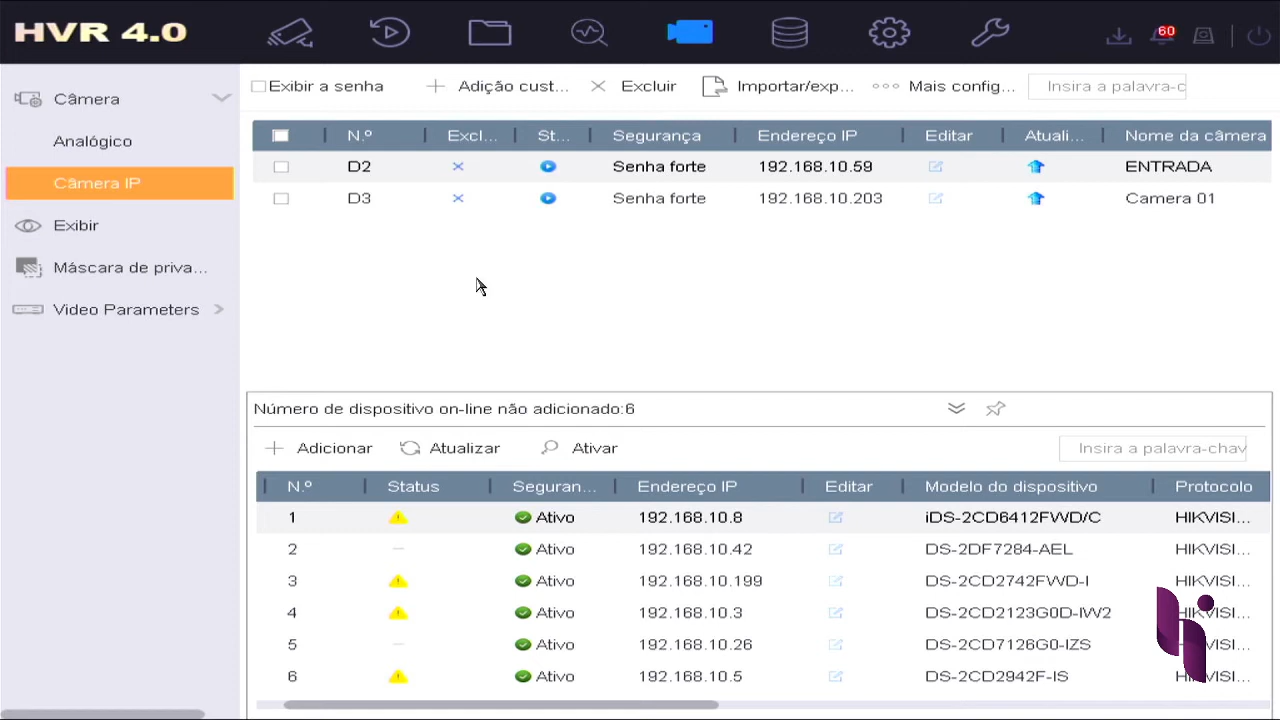 HVR 4.0
60
Câmera
Analógico
Câmera IP
Exibir
Máscara de priva...
Video Parameters
Exibir a senha Adição cust... Excluir Importar/exp... Mais config... Insira a palavra-c
N.º Excl... St... Segurança Endereço IP Editar Atuali... Nome da câmera
D2 Senha forte 192.168.10.59 ENTRADA
D3 Senha forte 192.168.10.203 Camera 01
Número de dispositivo on-line não adicionado:6
Adicionar Atualizar Ativar Insira a palavra-chav
N.º Status Seguran... Endereço IP Editar Modelo do dispositivo Protocolo
1 Ativo 192.168.10.8 iDS-2CD6412FWD/C HIKVISI...
2 — Ativo 192.168.10.42 DS-2DF7284-AEL HIKVISI...
3 Ativo 192.168.10.199 DS-2CD2742FWD-I HIKVISI...
4 Ativo 192.168.10.3 DS-2CD2123G0D-IW2 HIKVISI...
5 — Ativo 192.168.10.26 DS-2CD7126G0-IZS HIKVISI...
6 Ativo 192.168.10.5 DS-2CD2942F-IS HIKVISI...